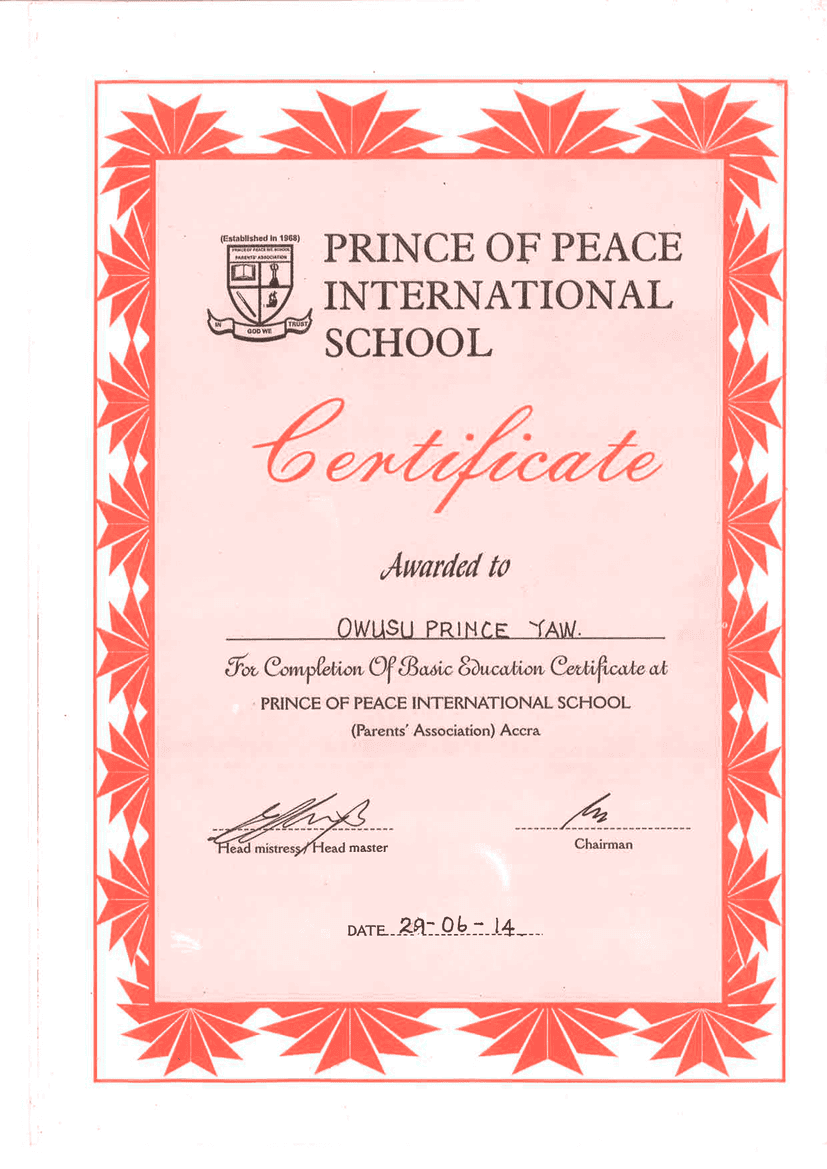 (Established in 1968)
PRINCE OF PEACE INT. SCHOOL
PARENTS' ASSOCIATION
IN GOD WE TRUST
PRINCE OF PEACE
INTERNATIONAL
SCHOOL
Certificate
Awarded to
OWUSU PRINCE YAW.
For Completion Of Basic Education Certificate at
PRINCE OF PEACE INTERNATIONAL SCHOOL
(Parents' Association) Accra
Head mistress/Head master
Chairman
DATE 29-06-14